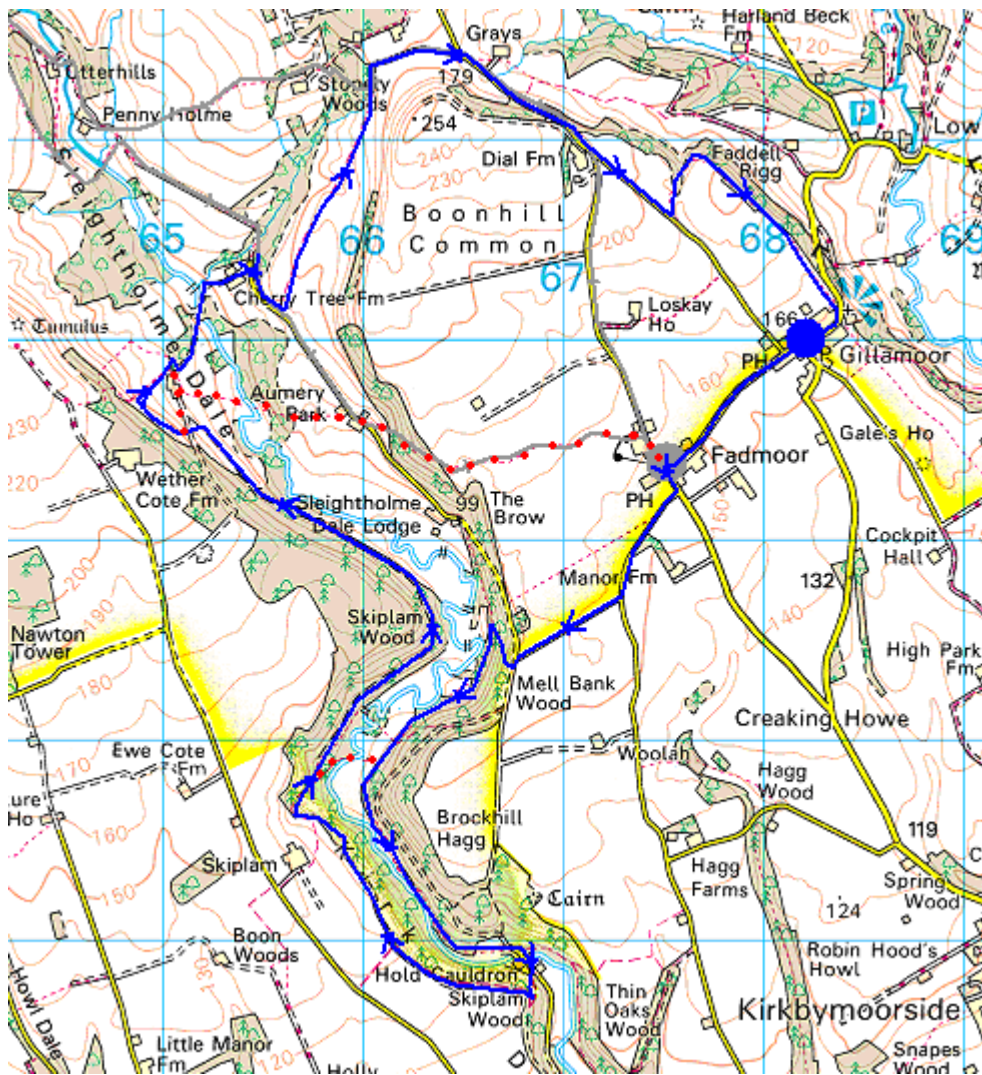 Grays
Harland Beck
Fm
120
Otterhills
179
Stonely
Woods
Penny Holme
254
P
Low
240
230
Dial Fm
Faddell
Rigg
Sleightholme
Dale
Boonhill
Common
200
65
66
67
68
69
Cherry Tree Fm
Loskay
Ho
166
Tumulus
PH
Gillamoor
160
Aumery
Park
230
Gale's Ho
Fadmoor
220
Wether
Cote Fm
Sleightholme
Dale Lodge
99
The
Brow
PH
160
Cockpit
Hall
200
190
Manor Fm
132
140
Nawton
Tower
Skiplam
Wood
High Park
Fm
180
Mell Bank
Wood
Creaking Howe
170
Ewe Cote
Fm
Woolah
Hagg
Wood
Ho
160
Brockhill
Hagg
119
Skiplam
Hagg
Farms
Spring
Wood
150
Cairn
124
Boon
Woods
130
Robin Hood's
Howl
Hold Cauldron
Skiplam
Wood
Thin
Oaks
Wood
Kirkbymoorside
Howl Dale
Little Manor
Fm
120
Holly
D
Snapes
Wood